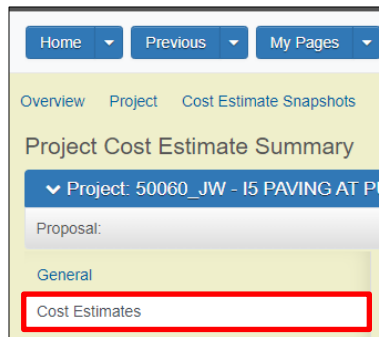 Home Previous My Pages
Overview Project Cost Estimate Snapshots
Project Cost Estimate Summary
Project: 50060_JW - I5 PAVING AT
Proposal:
General
Cost Estimates